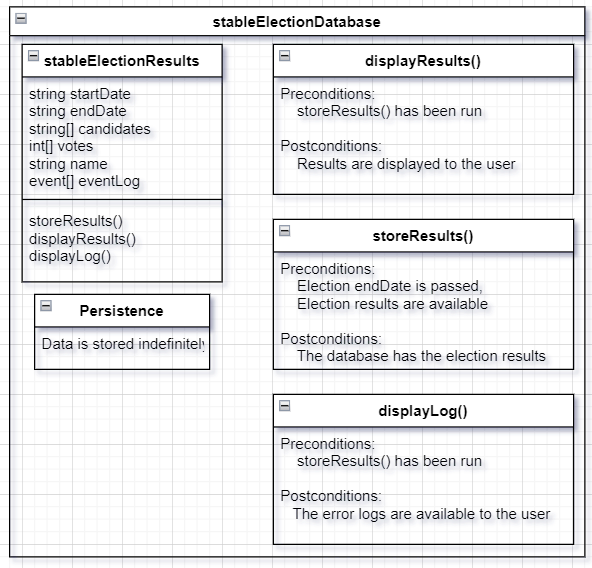 stableElectionDatabase
stableElectionResults
string startDate
string endDate
string[] candidates
int[] votes
string name
event[] eventLog
storeResults()
displayResults()
displayLog()
Persistence
Data is stored indefinitely
displayResults()
Preconditions:
storeResults() has been run
Postconditions:
Results are displayed to the user
storeResults()
Preconditions:
Election endDate is passed,
Election results are available
Postconditions:
The database has the election results
displayLog()
Preconditions:
storeResults() has been run
Postconditions:
The error logs are available to the user